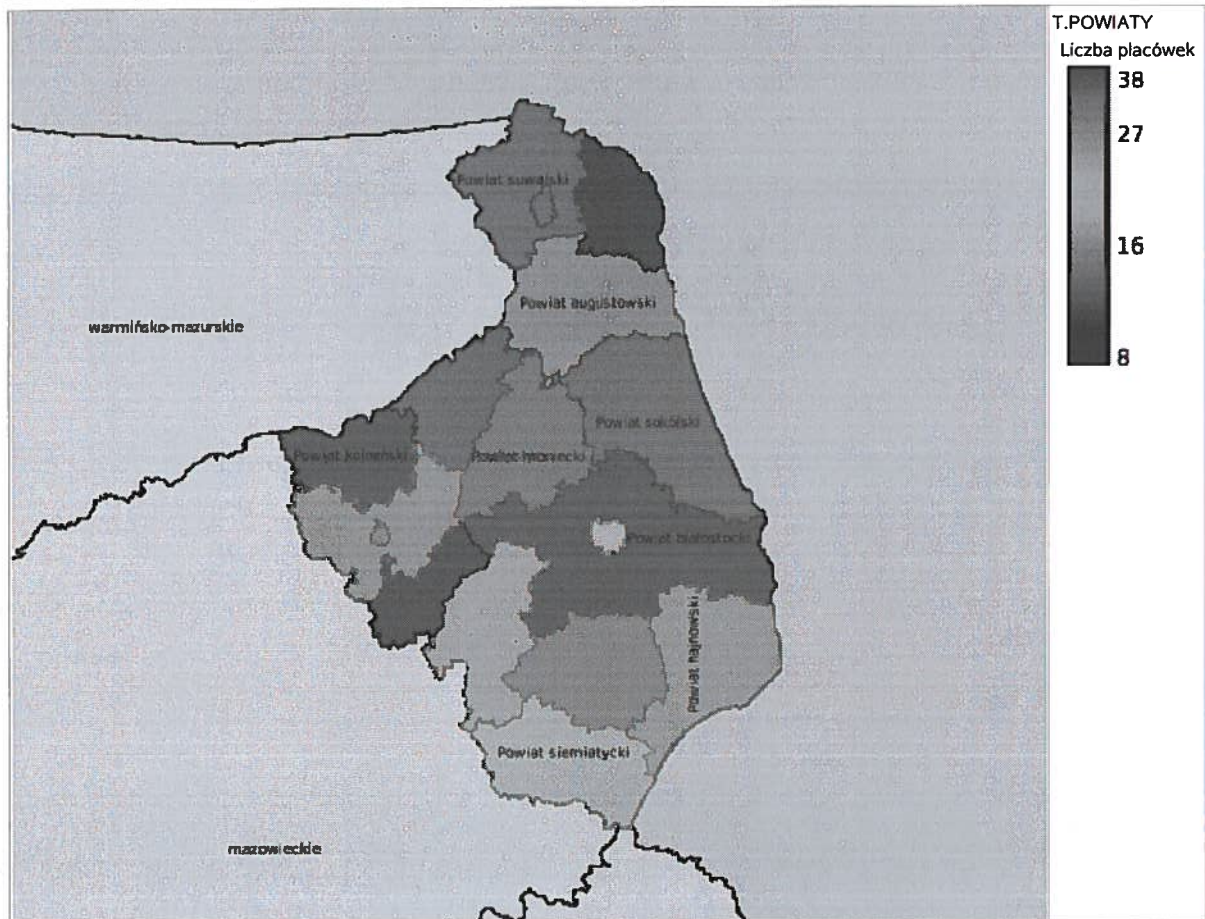 T.POWIATY
Liczba placówek
38
27
16
8
Powiat suwalski
Powiat augustowski
warmińsko-mazurskie
Powiat sokólski
Powiat kolneński
Powiat moniecki
Powiat białostocki
Powiat hajnowski
Powiat siemiatycki
mazowieckie